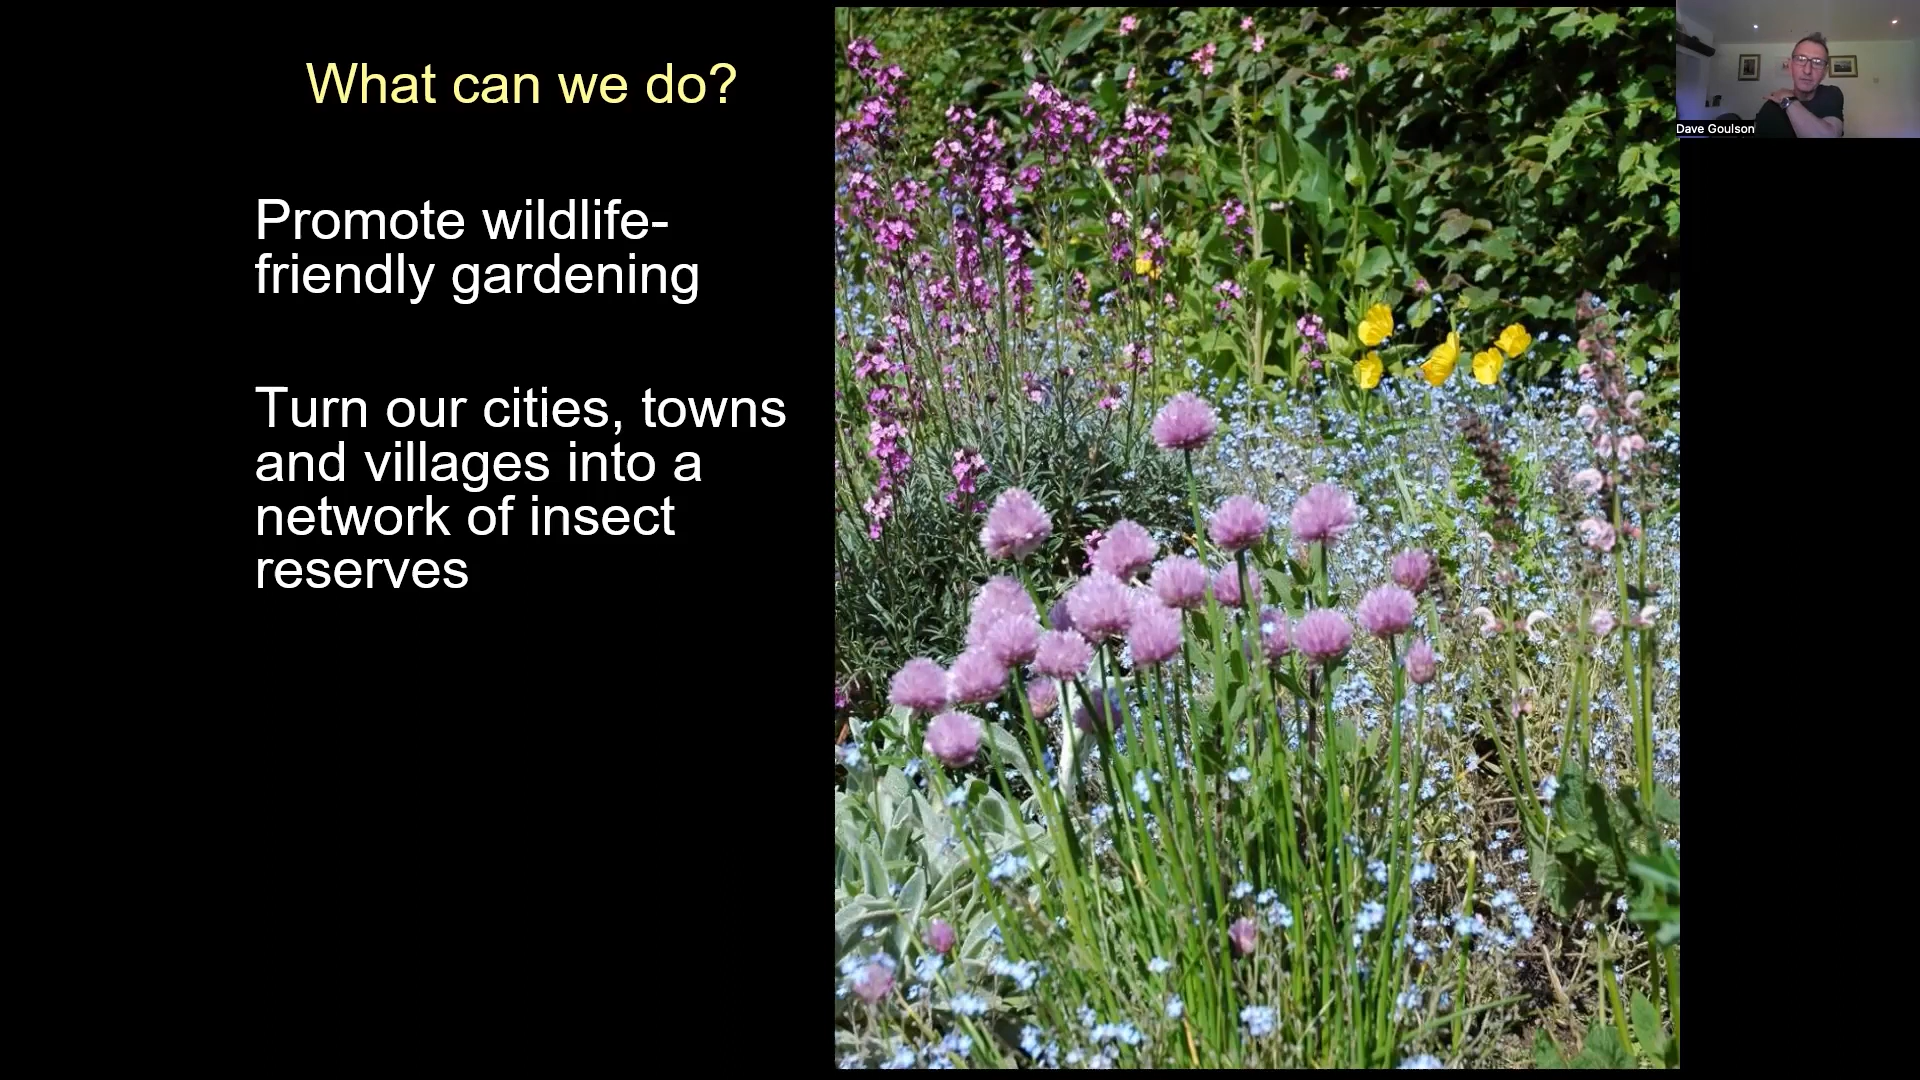 What can we do?
Promote wildlife-
friendly gardening
Turn our cities, towns
and villages into a
network of insect
reserves
Dave Goulson